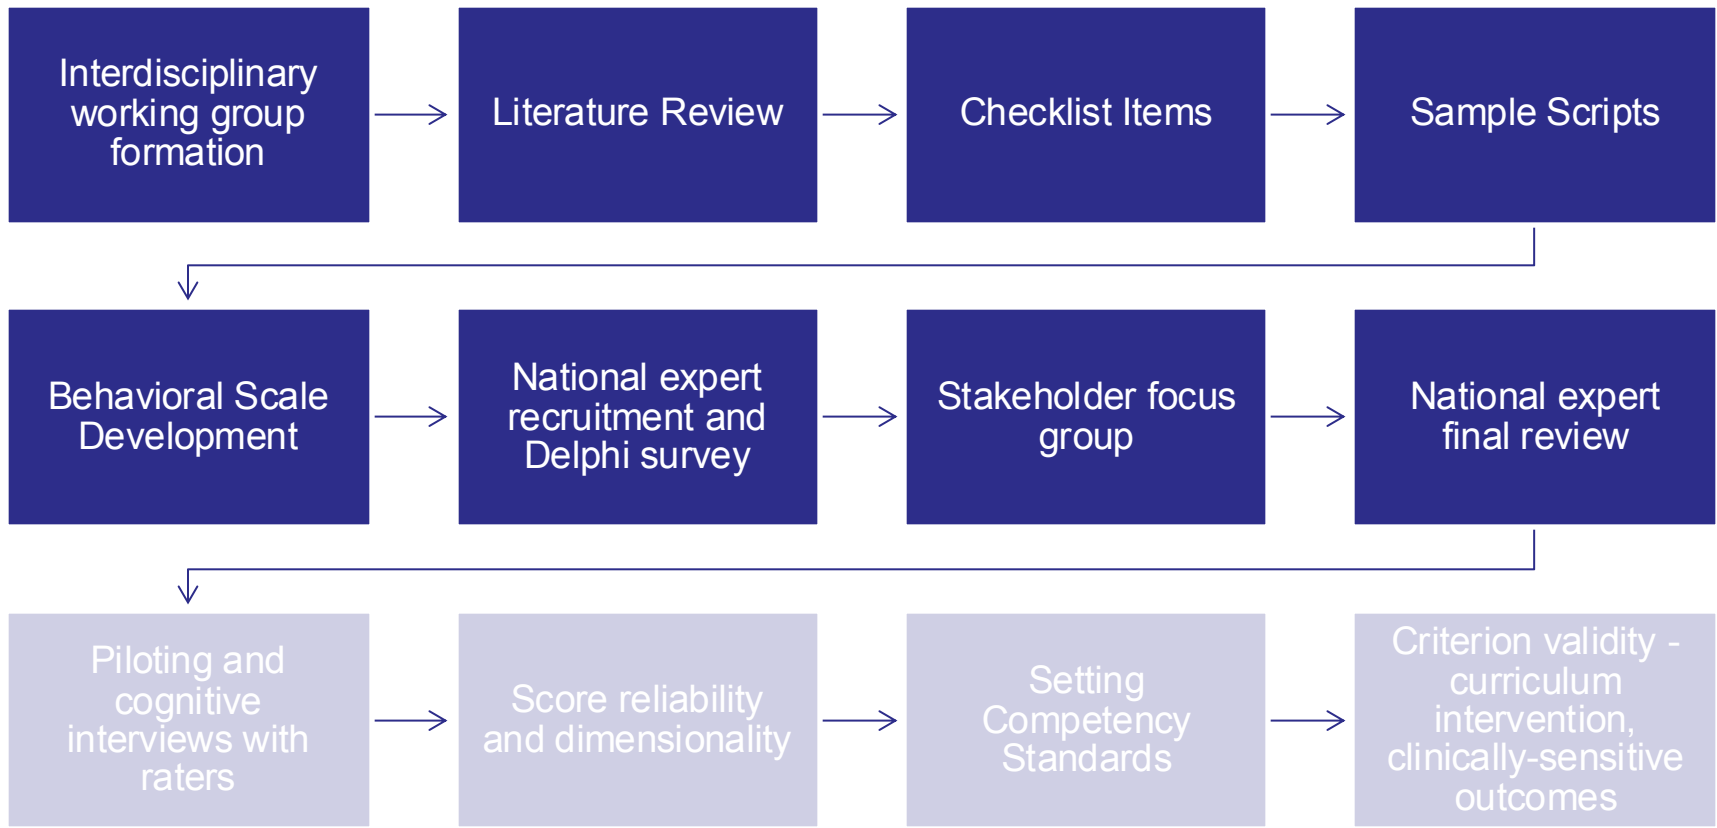 Interdisciplinary
working group
formation
Literature Review
Checklist Items
Sample Scripts
Behavioral Scale
Development
National expert
recruitment and
Delphi survey
Stakeholder focus
group
National expert
final review
Piloting and
cognitive
interviews with
raters
Score reliability
and dimensionality
Setting
Competency
Standards
Criterion validity -
curriculum
intervention,
clinically-sensitive
outcomes